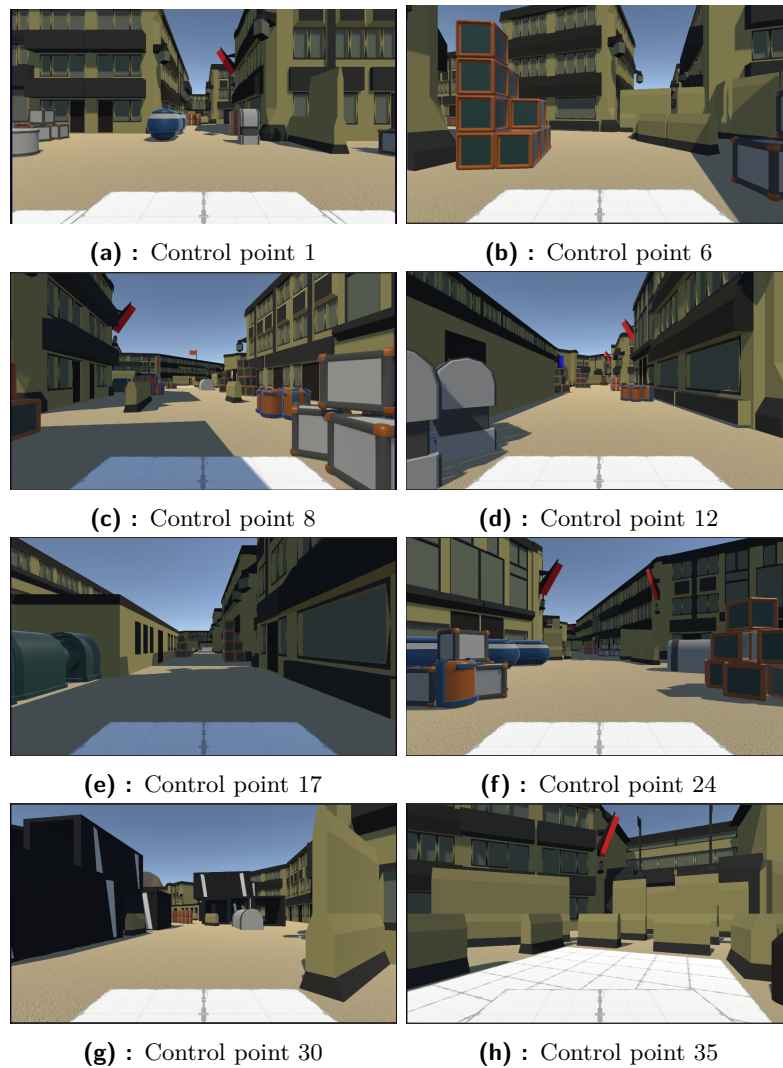 (a) : Control point 1
(b) : Control point 6
(c) : Control point 8
(d) : Control point 12
(e) : Control point 17
(f) : Control point 24
(g) : Control point 30
(h) : Control point 35